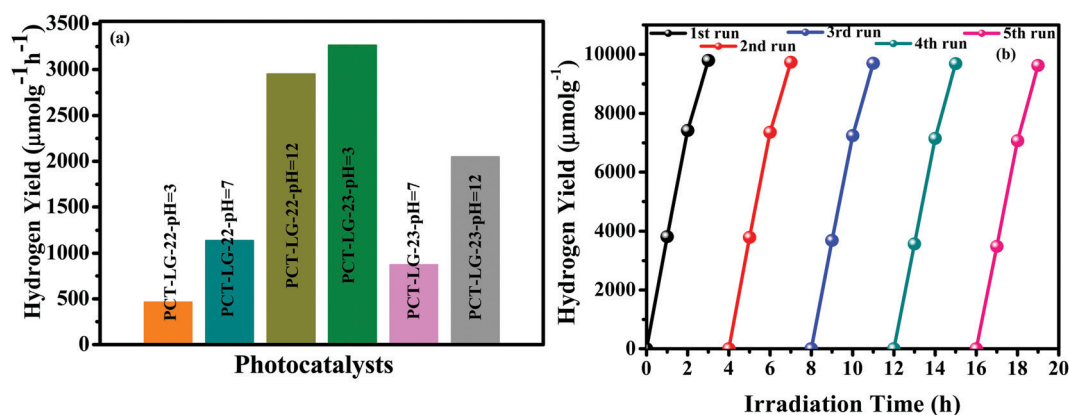 (a)
Hydrogen Yield (µmolg⁻¹h⁻¹)
3500
3000
2500
2000
1500
1000
500
0
PCT-LG-22-pH=3
PCT-LG-22-pH=7
PCT-LG-22-pH=12
PCT-LG-23-pH=3
PCT-LG-23-pH=7
PCT-LG-23-pH=12
Photocatalysts
(b)
1st run
2nd run
3rd run
4th run
5th run
Hydrogen Yield (µmolg⁻¹)
10000
8000
6000
4000
2000
0
0 2 4 6 8 10 12 14 16 18 20
Irradiation Time (h)